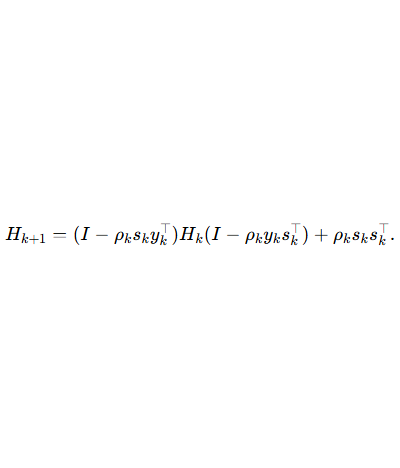 H_{k+1} = (I − ρ_k s_k y_k^⊤) H_k (I − ρ_k y_k s_k^⊤) + ρ_k s_k s_k^⊤.